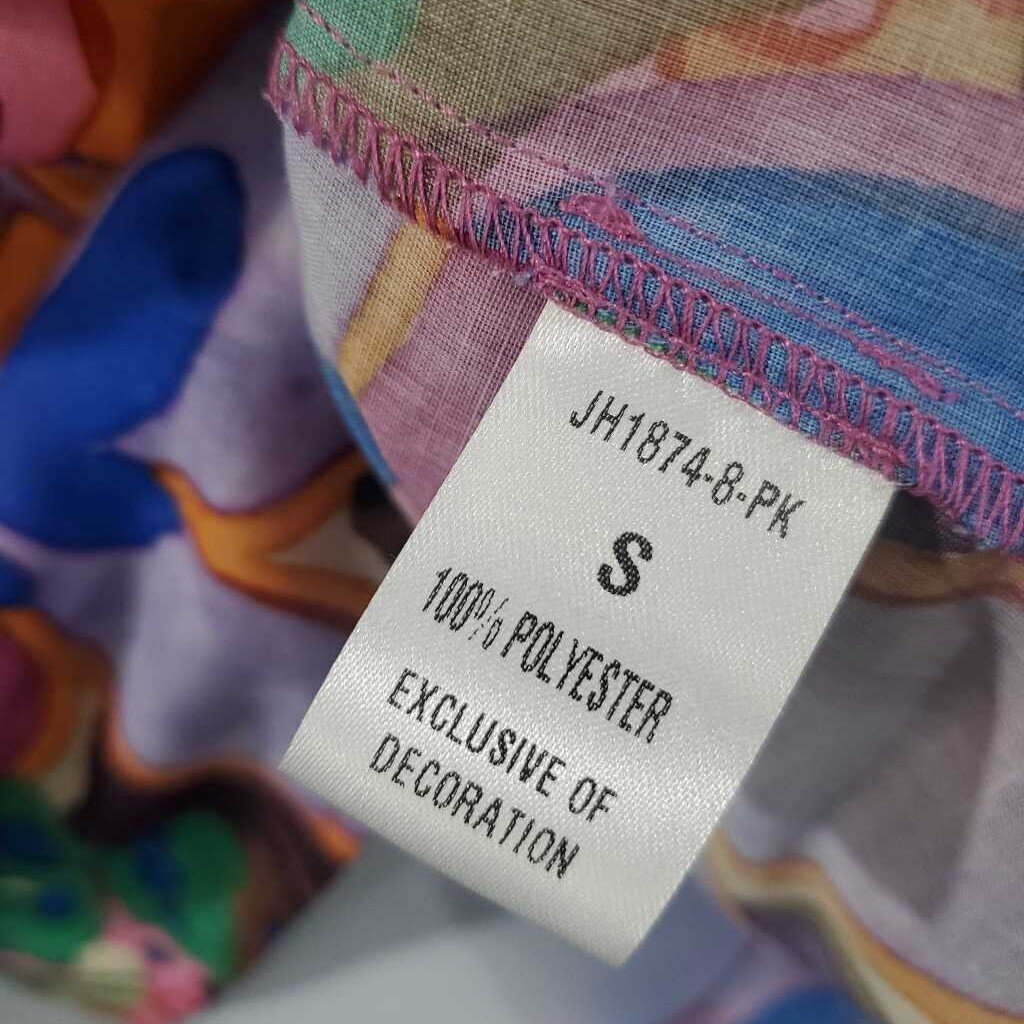 JH1874-8-PK
S
100% POLYESTER
EXCLUSIVE OF
DECORATION